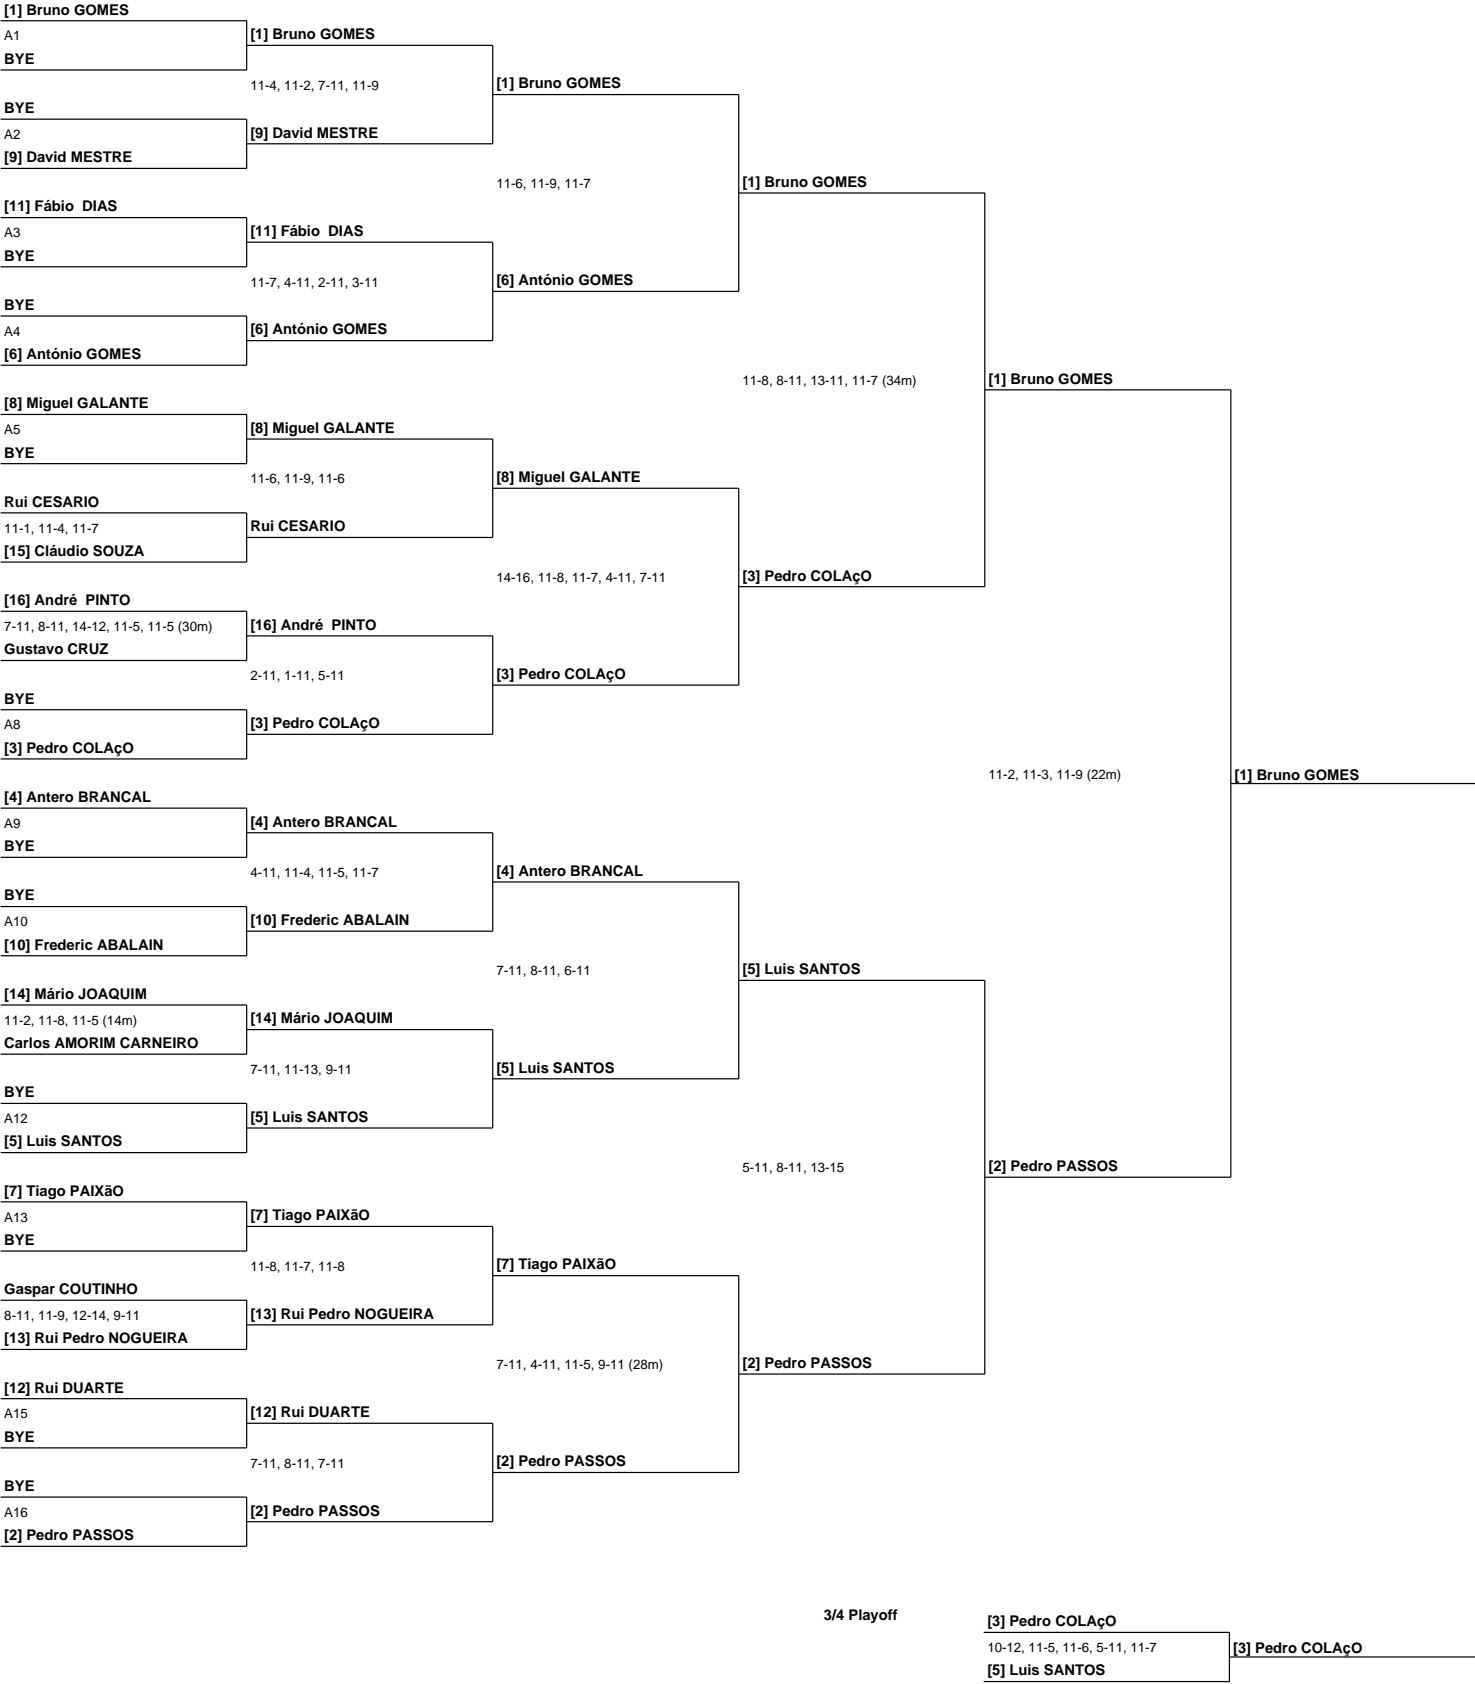 [1] Bruno GOMES
A1
BYE
BYE
A2
[9] David MESTRE
[11] Fábio  DIAS
A3
BYE
BYE
A4
[6] António GOMES
[8] Miguel GALANTE
A5
BYE
Rui CESARIO
11-1, 11-4, 11-7
[15] Cláudio SOUZA
[16] André  PINTO
7-11, 8-11, 14-12, 11-5, 11-5 (30m)
Gustavo CRUZ
BYE
A8
[3] Pedro COLAçO
[4] Antero BRANCAL
A9
BYE
BYE
A10
[10] Frederic ABALAIN
[14] Mário JOAQUIM
11-2, 11-8, 11-5 (14m)
Carlos AMORIM CARNEIRO
BYE
A12
[5] Luis SANTOS
[7] Tiago PAIXãO
A13
BYE
Gaspar COUTINHO
8-11, 11-9, 12-14, 9-11
[13] Rui Pedro NOGUEIRA
[12] Rui DUARTE
A15
BYE
BYE
A16
[2] Pedro PASSOS
[1] Bruno GOMES
11-4, 11-2, 7-11, 11-9
[9] David MESTRE
[11] Fábio  DIAS
11-7, 4-11, 2-11, 3-11
[6] António GOMES
[8] Miguel GALANTE
11-6, 11-9, 11-6
Rui CESARIO
[16] André  PINTO
2-11, 1-11, 5-11
[3] Pedro COLAçO
[4] Antero BRANCAL
4-11, 11-4, 11-5, 11-7
[10] Frederic ABALAIN
[14] Mário JOAQUIM
7-11, 11-13, 9-11
[5] Luis SANTOS
[7] Tiago PAIXãO
11-8, 11-7, 11-8
[13] Rui Pedro NOGUEIRA
[12] Rui DUARTE
7-11, 8-11, 7-11
[2] Pedro PASSOS
[1] Bruno GOMES
11-6, 11-9, 11-7
[6] António GOMES
[8] Miguel GALANTE
14-16, 11-8, 11-7, 4-11, 7-11
[3] Pedro COLAçO
[4] Antero BRANCAL
7-11, 8-11, 6-11
[5] Luis SANTOS
[7] Tiago PAIXãO
7-11, 4-11, 11-5, 9-11 (28m)
[2] Pedro PASSOS
[1] Bruno GOMES
11-8, 8-11, 13-11, 11-7 (34m)
[3] Pedro COLAçO
[5] Luis SANTOS
5-11, 8-11, 13-15
[2] Pedro PASSOS
[1] Bruno GOMES
11-2, 11-3, 11-9 (22m)
[2] Pedro PASSOS
[1] Bruno GOMES
3/4 Playoff
[3] Pedro COLAçO
10-12, 11-5, 11-6, 5-11, 11-7
[5] Luis SANTOS
[3] Pedro COLAçO